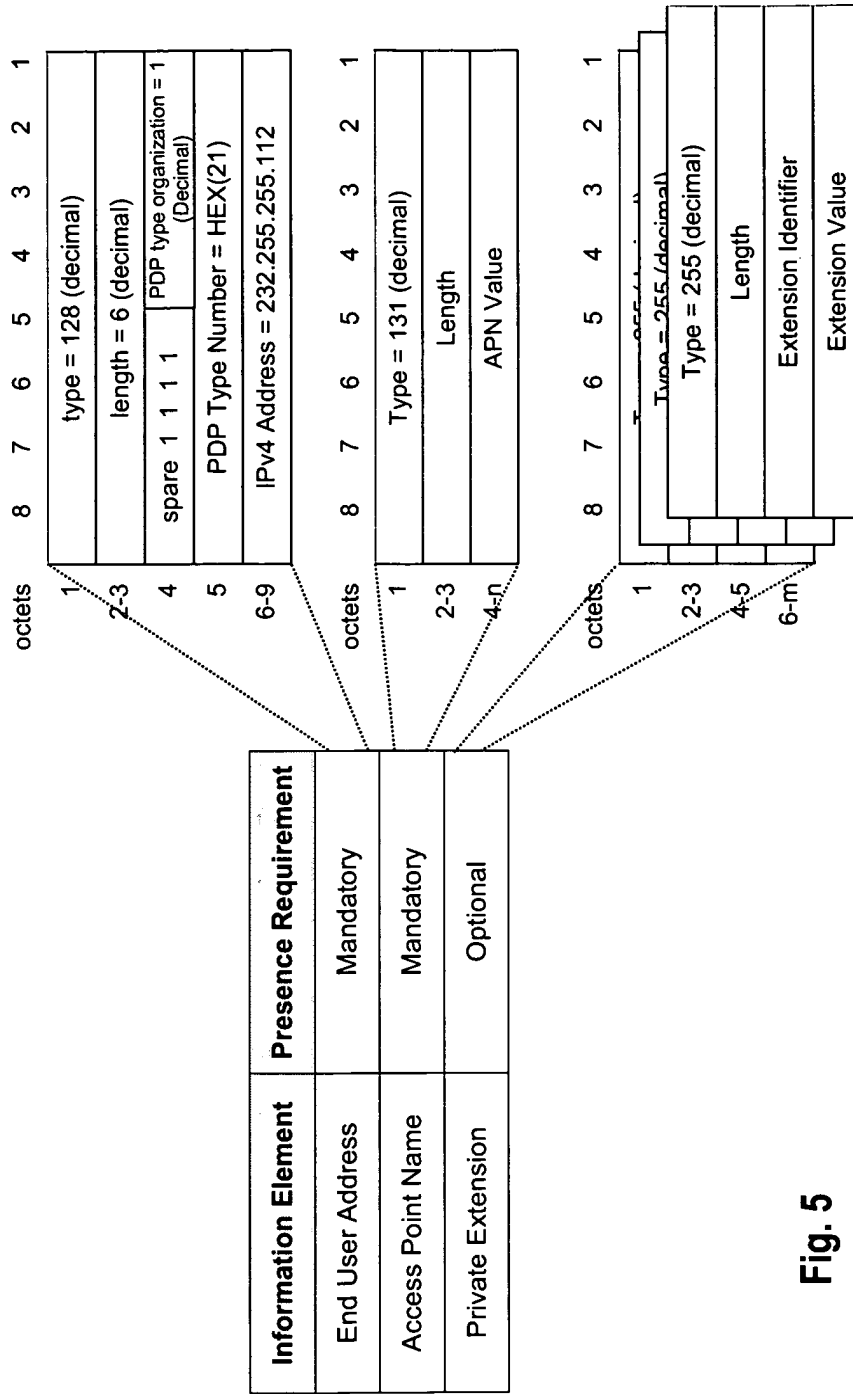 Information Element Presence Requirement
End User Address Mandatory
Access Point Name Mandatory
Private Extension Optional
octets 8 7 6 5 4 3 2 1
1 type = 128 (decimal)
2-3 length = 6 (decimal)
4 spare 1 1 1 1 PDP type organization = 1
(Decimal)
5 PDP Type Number = HEX(21)
6-9 IPv4 Address = 232.255.255.112
octets 8 7 6 5 4 3 2 1
1 Type = 131 (decimal)
2-3 Length
4-n APN Value
octets 8 7 6 5 4 3 2 1
Type = 255 (decimal)
1 Type = 255 (decimal)
2-3 Length
4-5 Extension Identifier
6-m Extension Value
Fig. 5